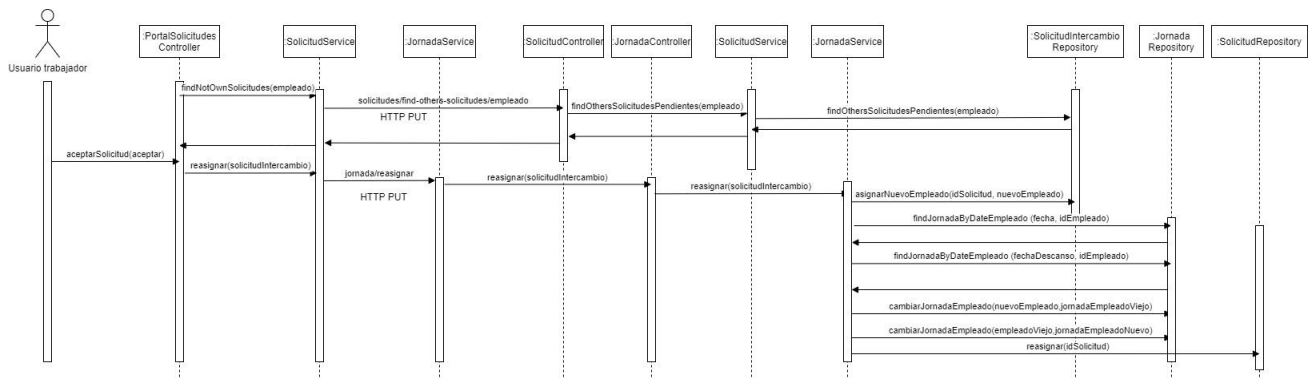 :PortalSolicitudes
Controller
:SolicitudService
:JornadaService
:SolicitudController
:JornadaController
:SolicitudService
:JornadaService
:SolicitudIntercambio
Repository
:Jornada
Repository
:SolicitudRepository
Usuario trabajador
findNotOwnSolicitudes(empleado)
solicitudes/find-others-solicitudes/empleado
HTTP PUT
findOthersSolicitudesPendientes(empleado)
findOthersSolicitudesPendientes(empleado)
aceptarSolicitud(aceptar)
reasignar(solicitudIntercambio)
jornada/reasignar
HTTP PUT
reasignar(solicitudIntercambio)
reasignar(solicitudIntercambio)
asignarNuevoEmpleado(idSolicitud, nuevoEmpleado)
findJornadaByDateEmpleado (fecha, idEmpleado)
findJornadaByDateEmpleado (fechaDescanso, idEmpleado)
cambiarJornadaEmpleado(nuevoEmpleado,jornadaEmpleadoViejo)
cambiarJornadaEmpleado(empleadoViejo,jornadaEmpleadoNuevo)
reasignar(idSolicitud)